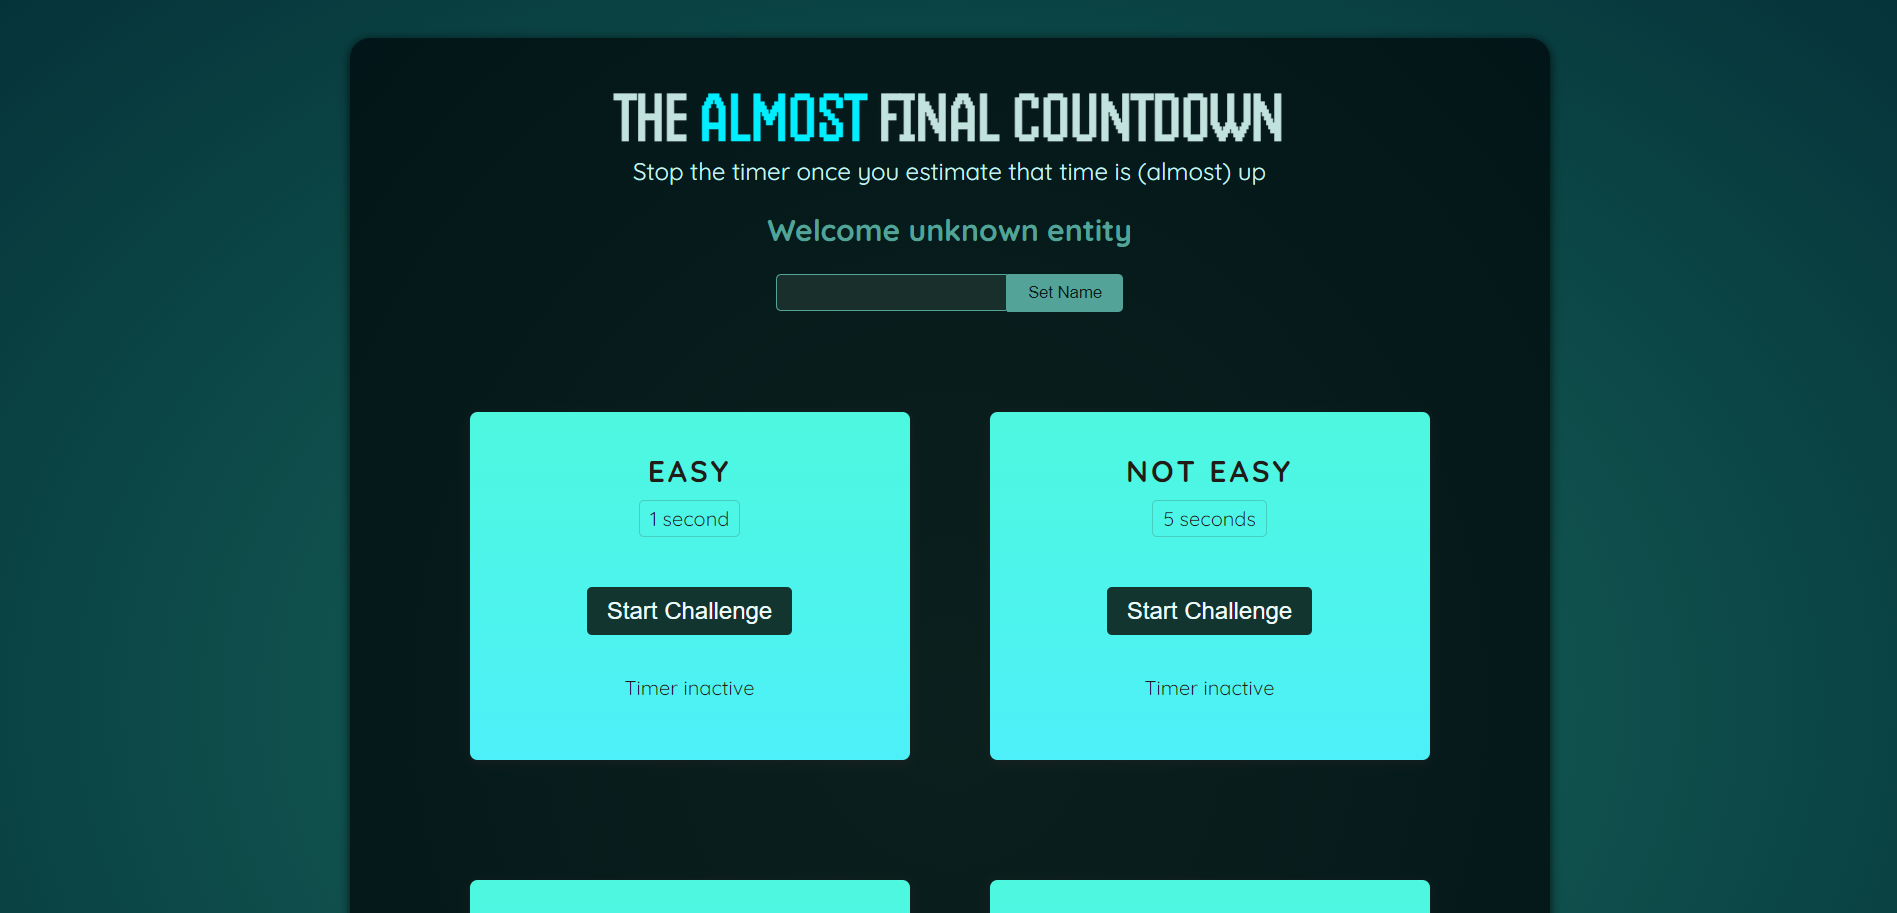 THE ALMOST FINAL COUNTDOWN
Stop the timer once you estimate that time is (almost) up
Welcome unknown entity
Set Name
EASY
1 second
Start Challenge
Timer inactive
NOT EASY
5 seconds
Start Challenge
Timer inactive